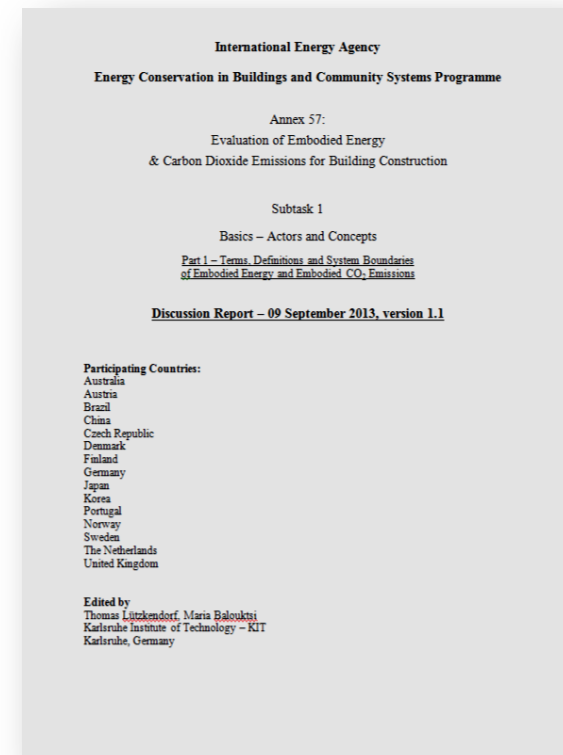 International Energy Agency
Energy Conservation in Buildings and Community Systems Programme
Annex 57:
Evaluation of Embodied Energy
& Carbon Dioxide Emissions for Building Construction
Subtask 1
Basics – Actors and Concepts
Part 1 – Terms, Definitions and System Boundaries
of Embodied Energy and Embodied CO₂ Emissions
Discussion Report – 09 September 2013, version 1.1
Participating Countries:
Australia
Austria
Brazil
China
Czech Republic
Denmark
Finland
Germany
Japan
Korea
Portugal
Norway
Sweden
The Netherlands
United Kingdom
Edited by
Thomas Lützkendorf, Maria Balouktsi
Karlsruhe Institute of Technology – KIT
Karlsruhe, Germany